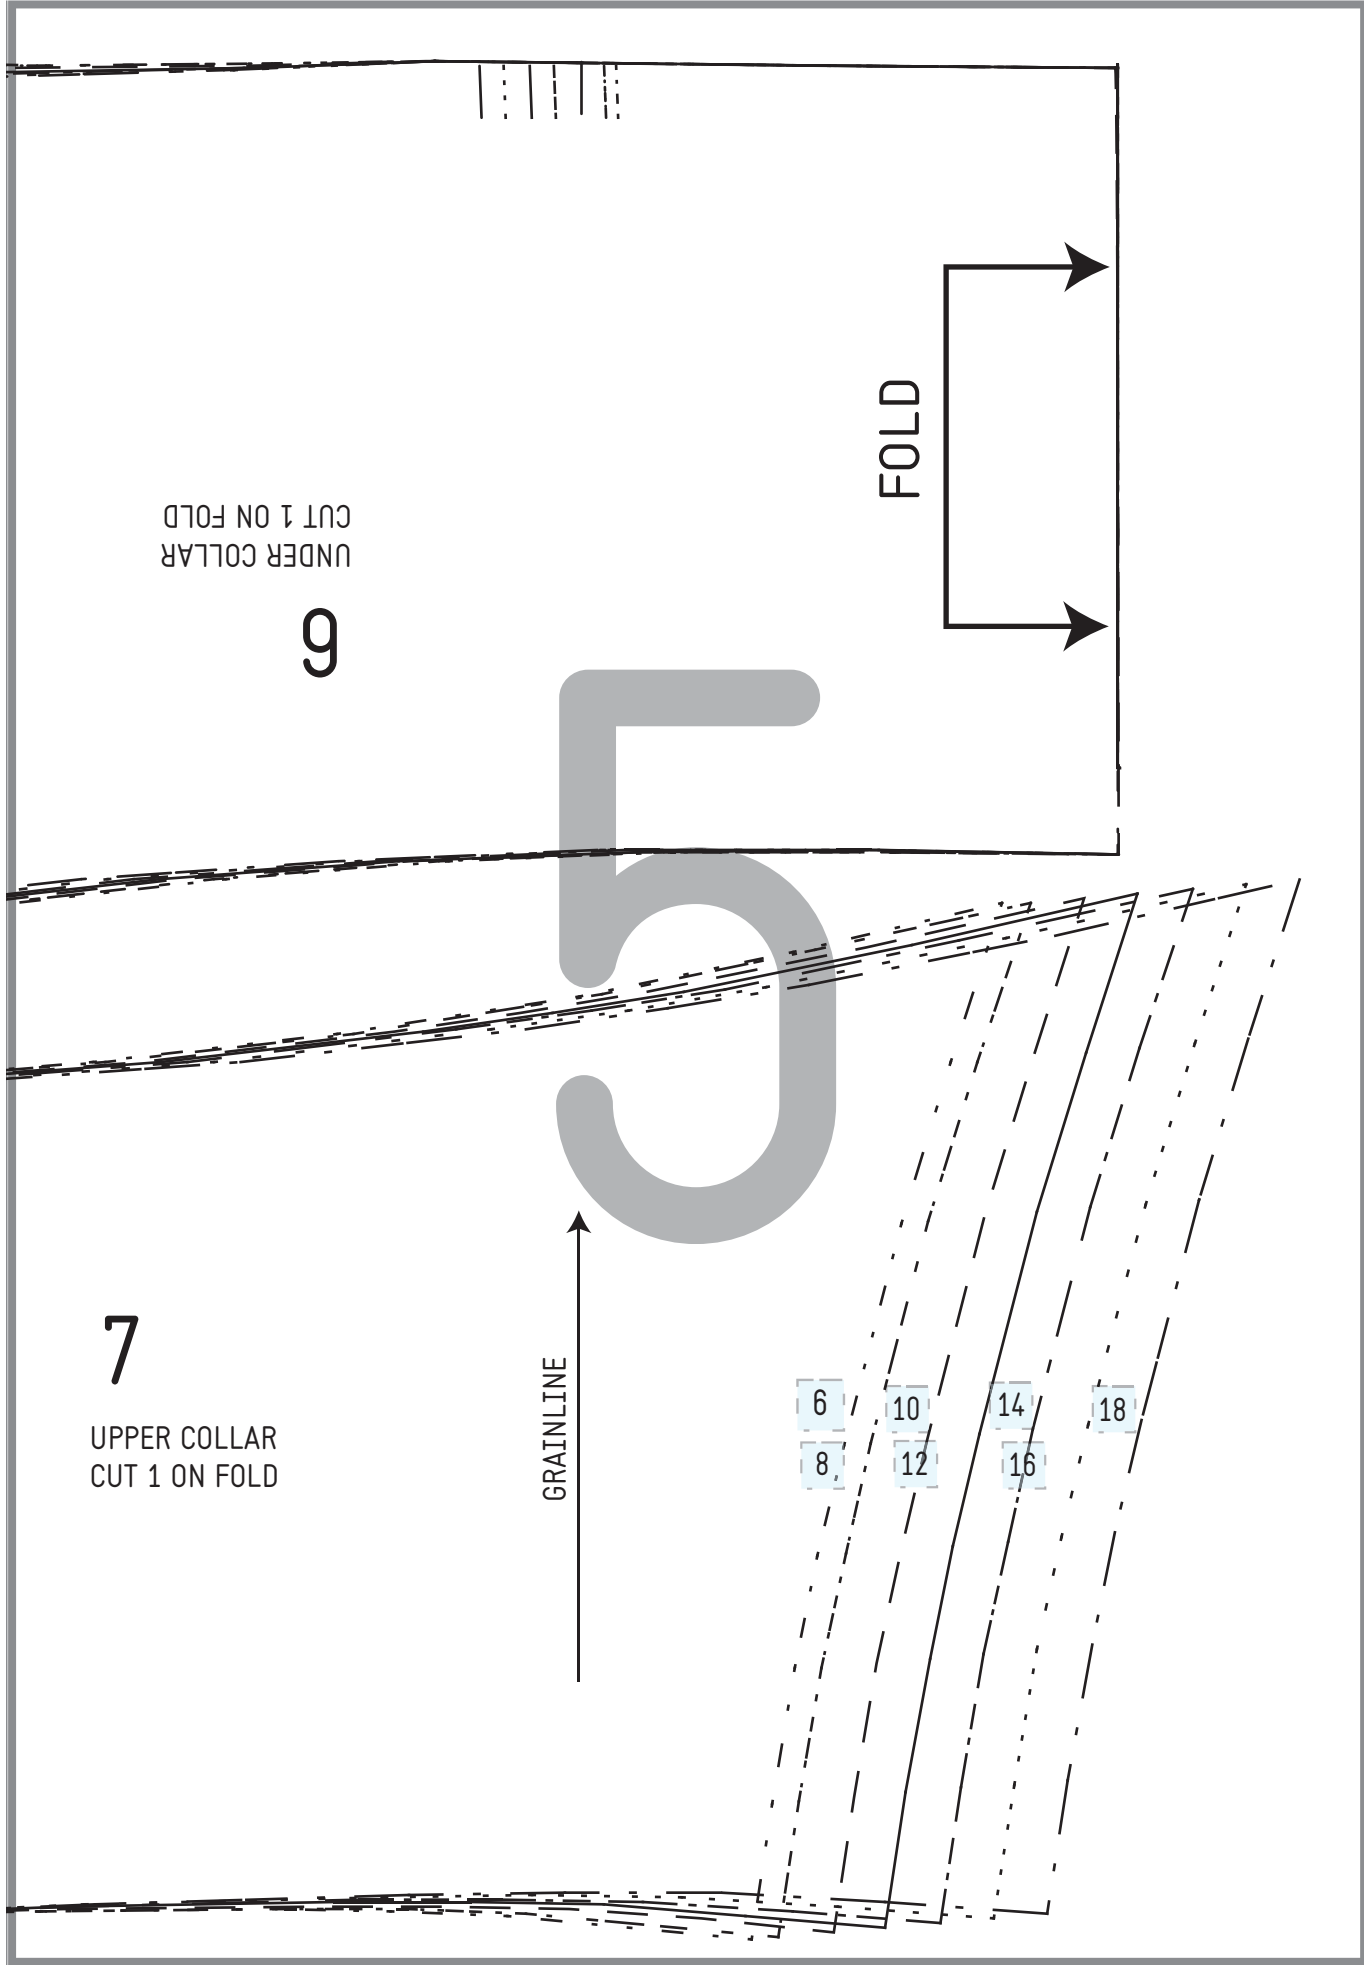 FOLD
6
UNDER COLLAR
CUT 1 ON FOLD
5
7
UPPER COLLAR
CUT 1 ON FOLD
GRAINLINE
6 10 14 18
8 12 16